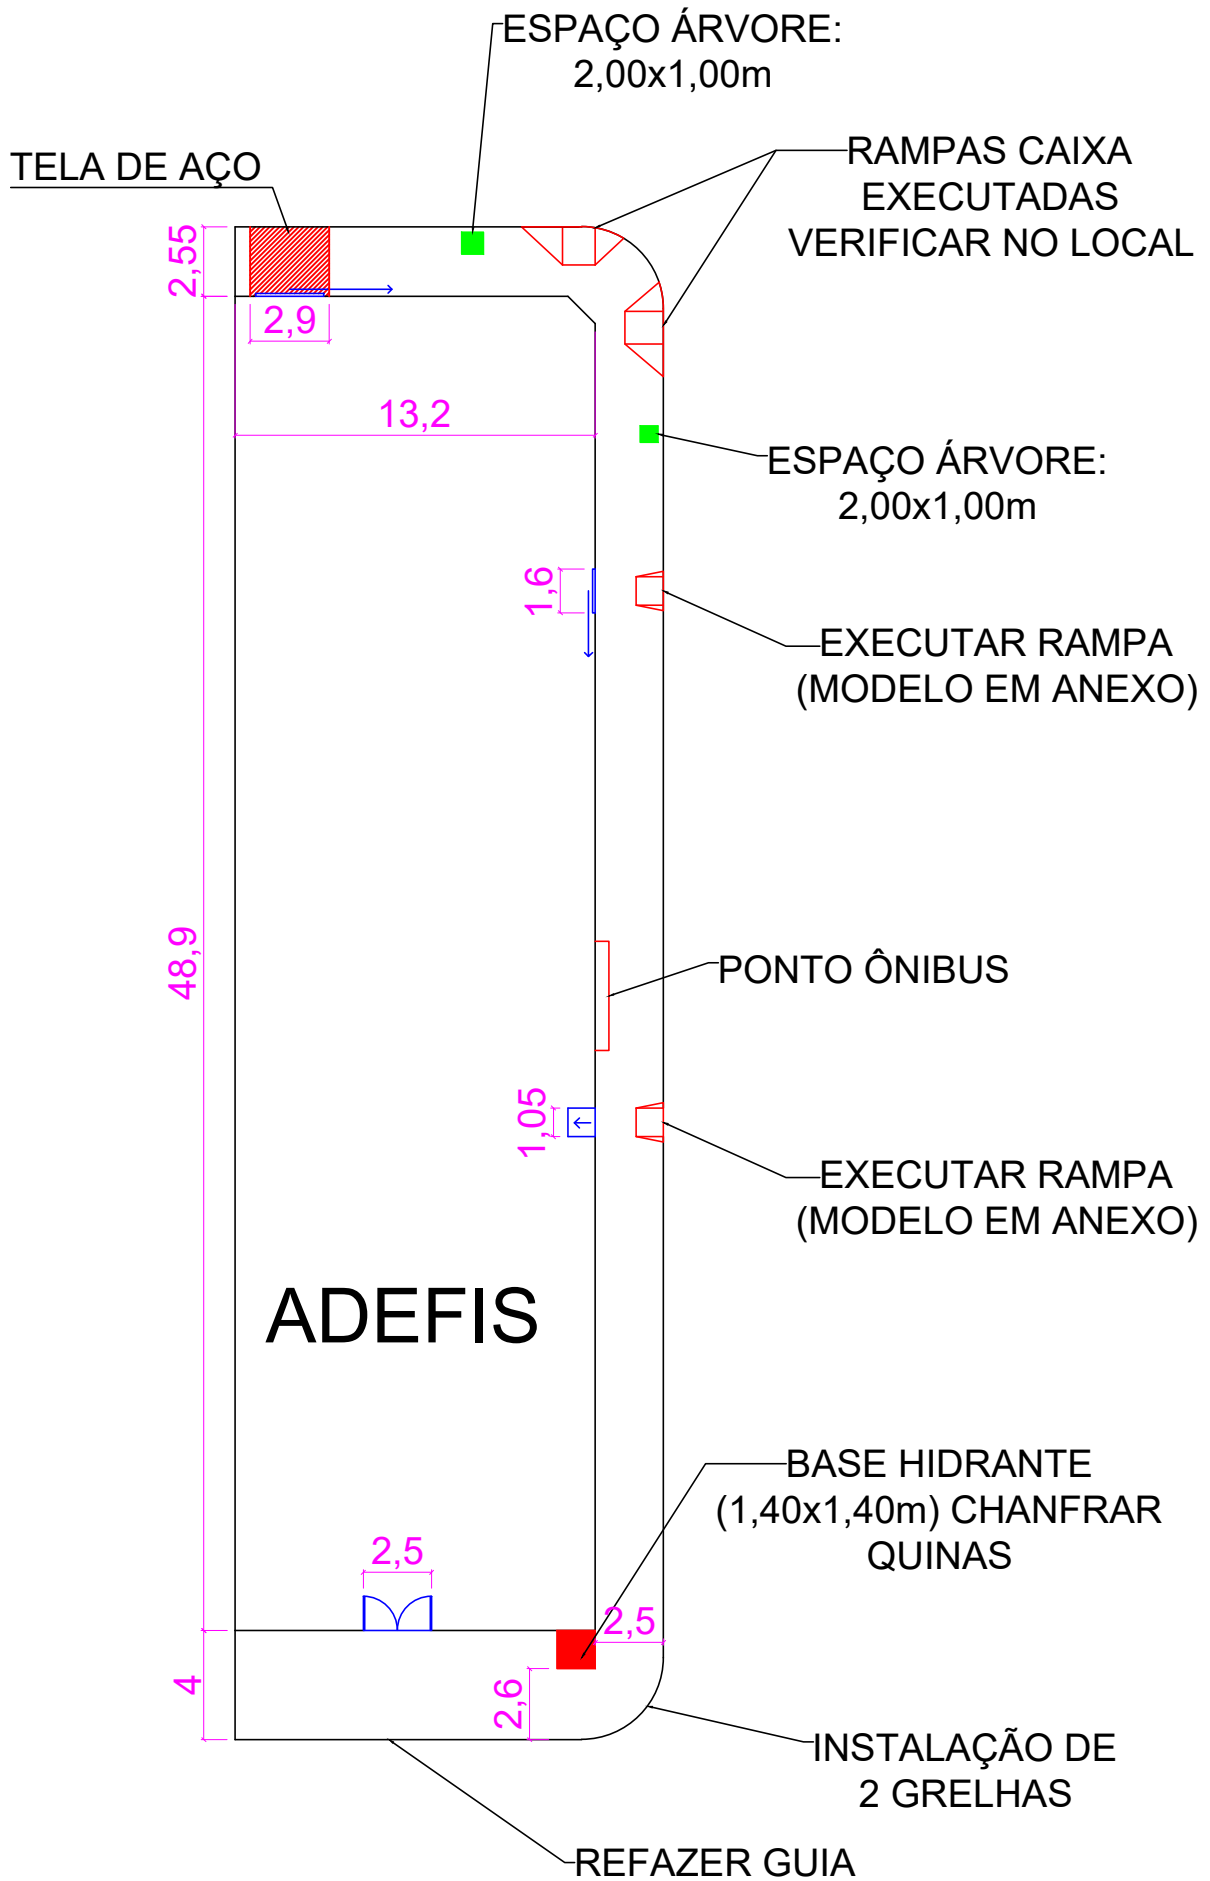 ESPAÇO ÁRVORE:
2,00x1,00m
TELA DE AÇO
RAMPAS CAIXA
EXECUTADAS
VERIFICAR NO LOCAL
2,55
2,9
13,2
ESPAÇO ÁRVORE:
2,00x1,00m
1,6
EXECUTAR RAMPA
(MODELO EM ANEXO)
48,9
PONTO ÔNIBUS
1,05
EXECUTAR RAMPA
(MODELO EM ANEXO)
ADEFIS
BASE HIDRANTE
(1,40x1,40m) CHANFRAR
QUINAS
2,5
2,5
4
2,6
INSTALAÇÃO DE
2 GRELHAS
REFAZER GUIA